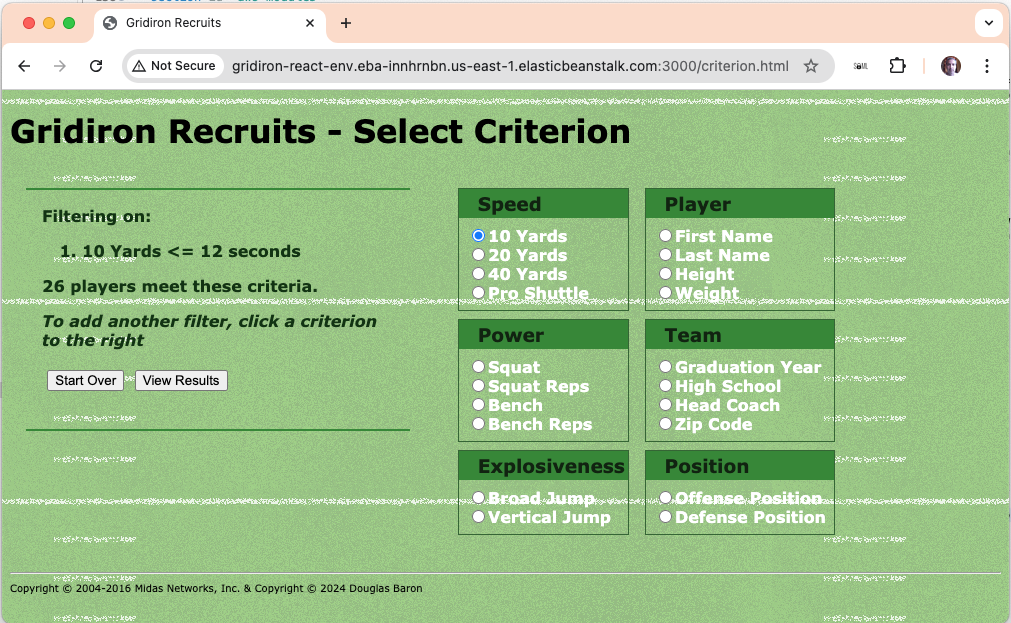 Gridiron Recruits
Not Secure
gridiron-react-env.eba-innhrnbn.us-east-1.elasticbeanstalk.com:3000/criterion.html
Gridiron Recruits - Select Criterion
Filtering on:
1. 10 Yards <= 12 seconds
26 players meet these criteria.
To add another filter, click a criterion
to the right
Start Over
View Results
Speed
10 Yards
20 Yards
40 Yards
Pro Shuttle
Player
First Name
Last Name
Height
Weight
Power
Squat
Squat Reps
Bench
Bench Reps
Team
Graduation Year
High School
Head Coach
Zip Code
Explosiveness
Broad Jump
Vertical Jump
Position
Offense Position
Defense Position
Copyright © 2004-2016 Midas Networks, Inc. & Copyright © 2024 Douglas Baron